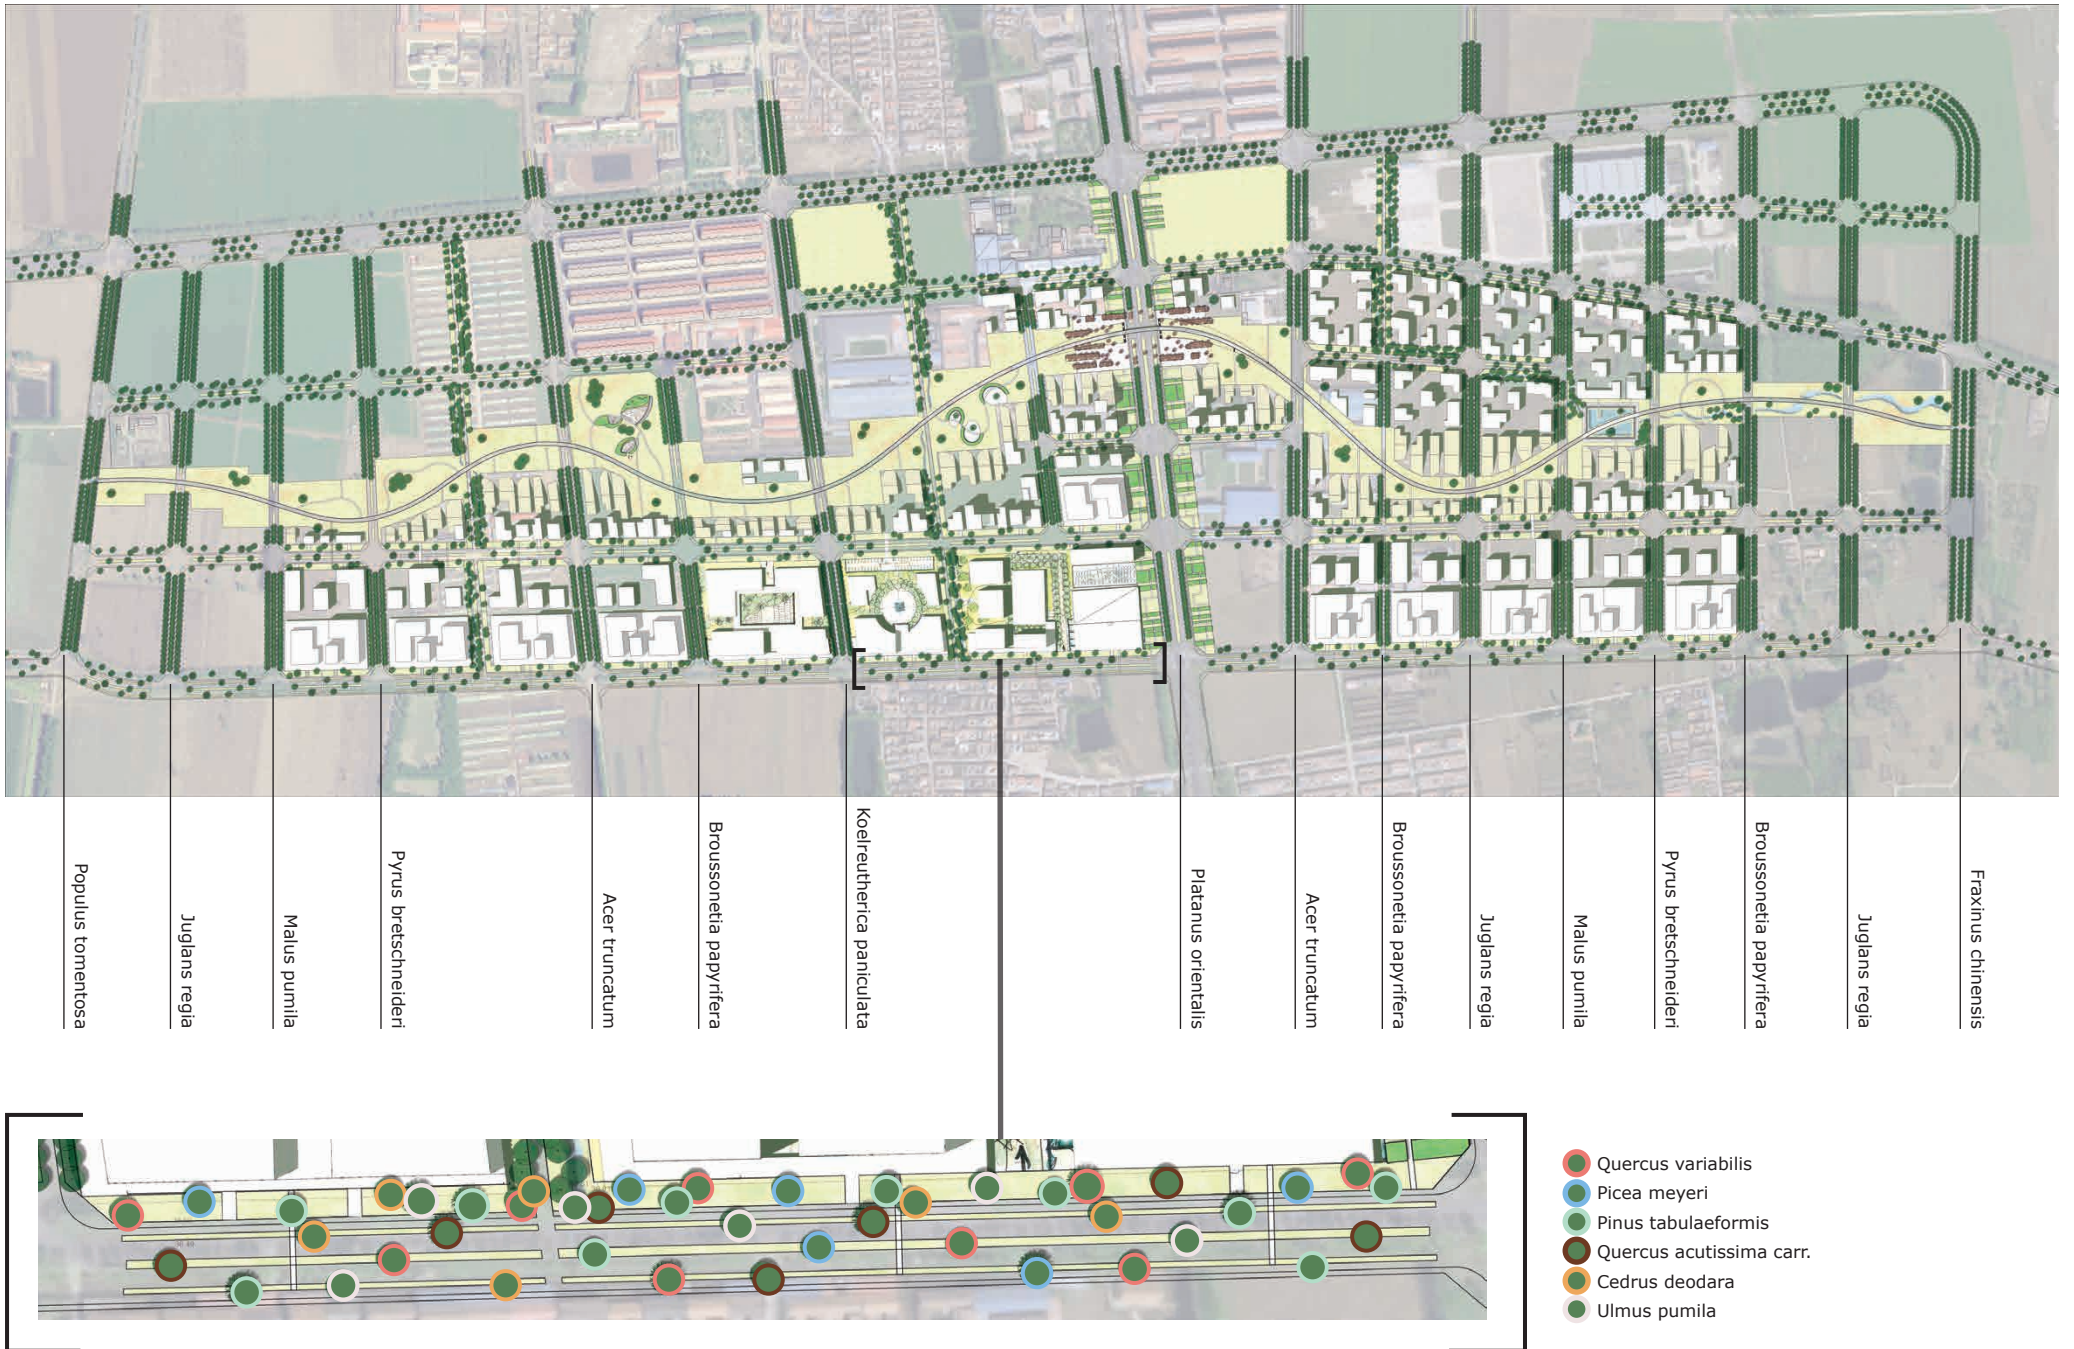 Populus tomentosa
Juglans regia
Malus pumila
Pyrus bretschneideri
Acer truncatum
Broussonetia papyrifera
Koelreutherica paniculata
Platanus orientalis
Acer truncatum
Broussonetia papyrifera
Juglans regia
Malus pumila
Pyrus bretschneideri
Broussonetia papyrifera
Juglans regia
Fraxinus chinensis
Quercus variabilis
Picea meyeri
Pinus tabulaeformis
Quercus acutissima carr.
Cedrus deodara
Ulmus pumila